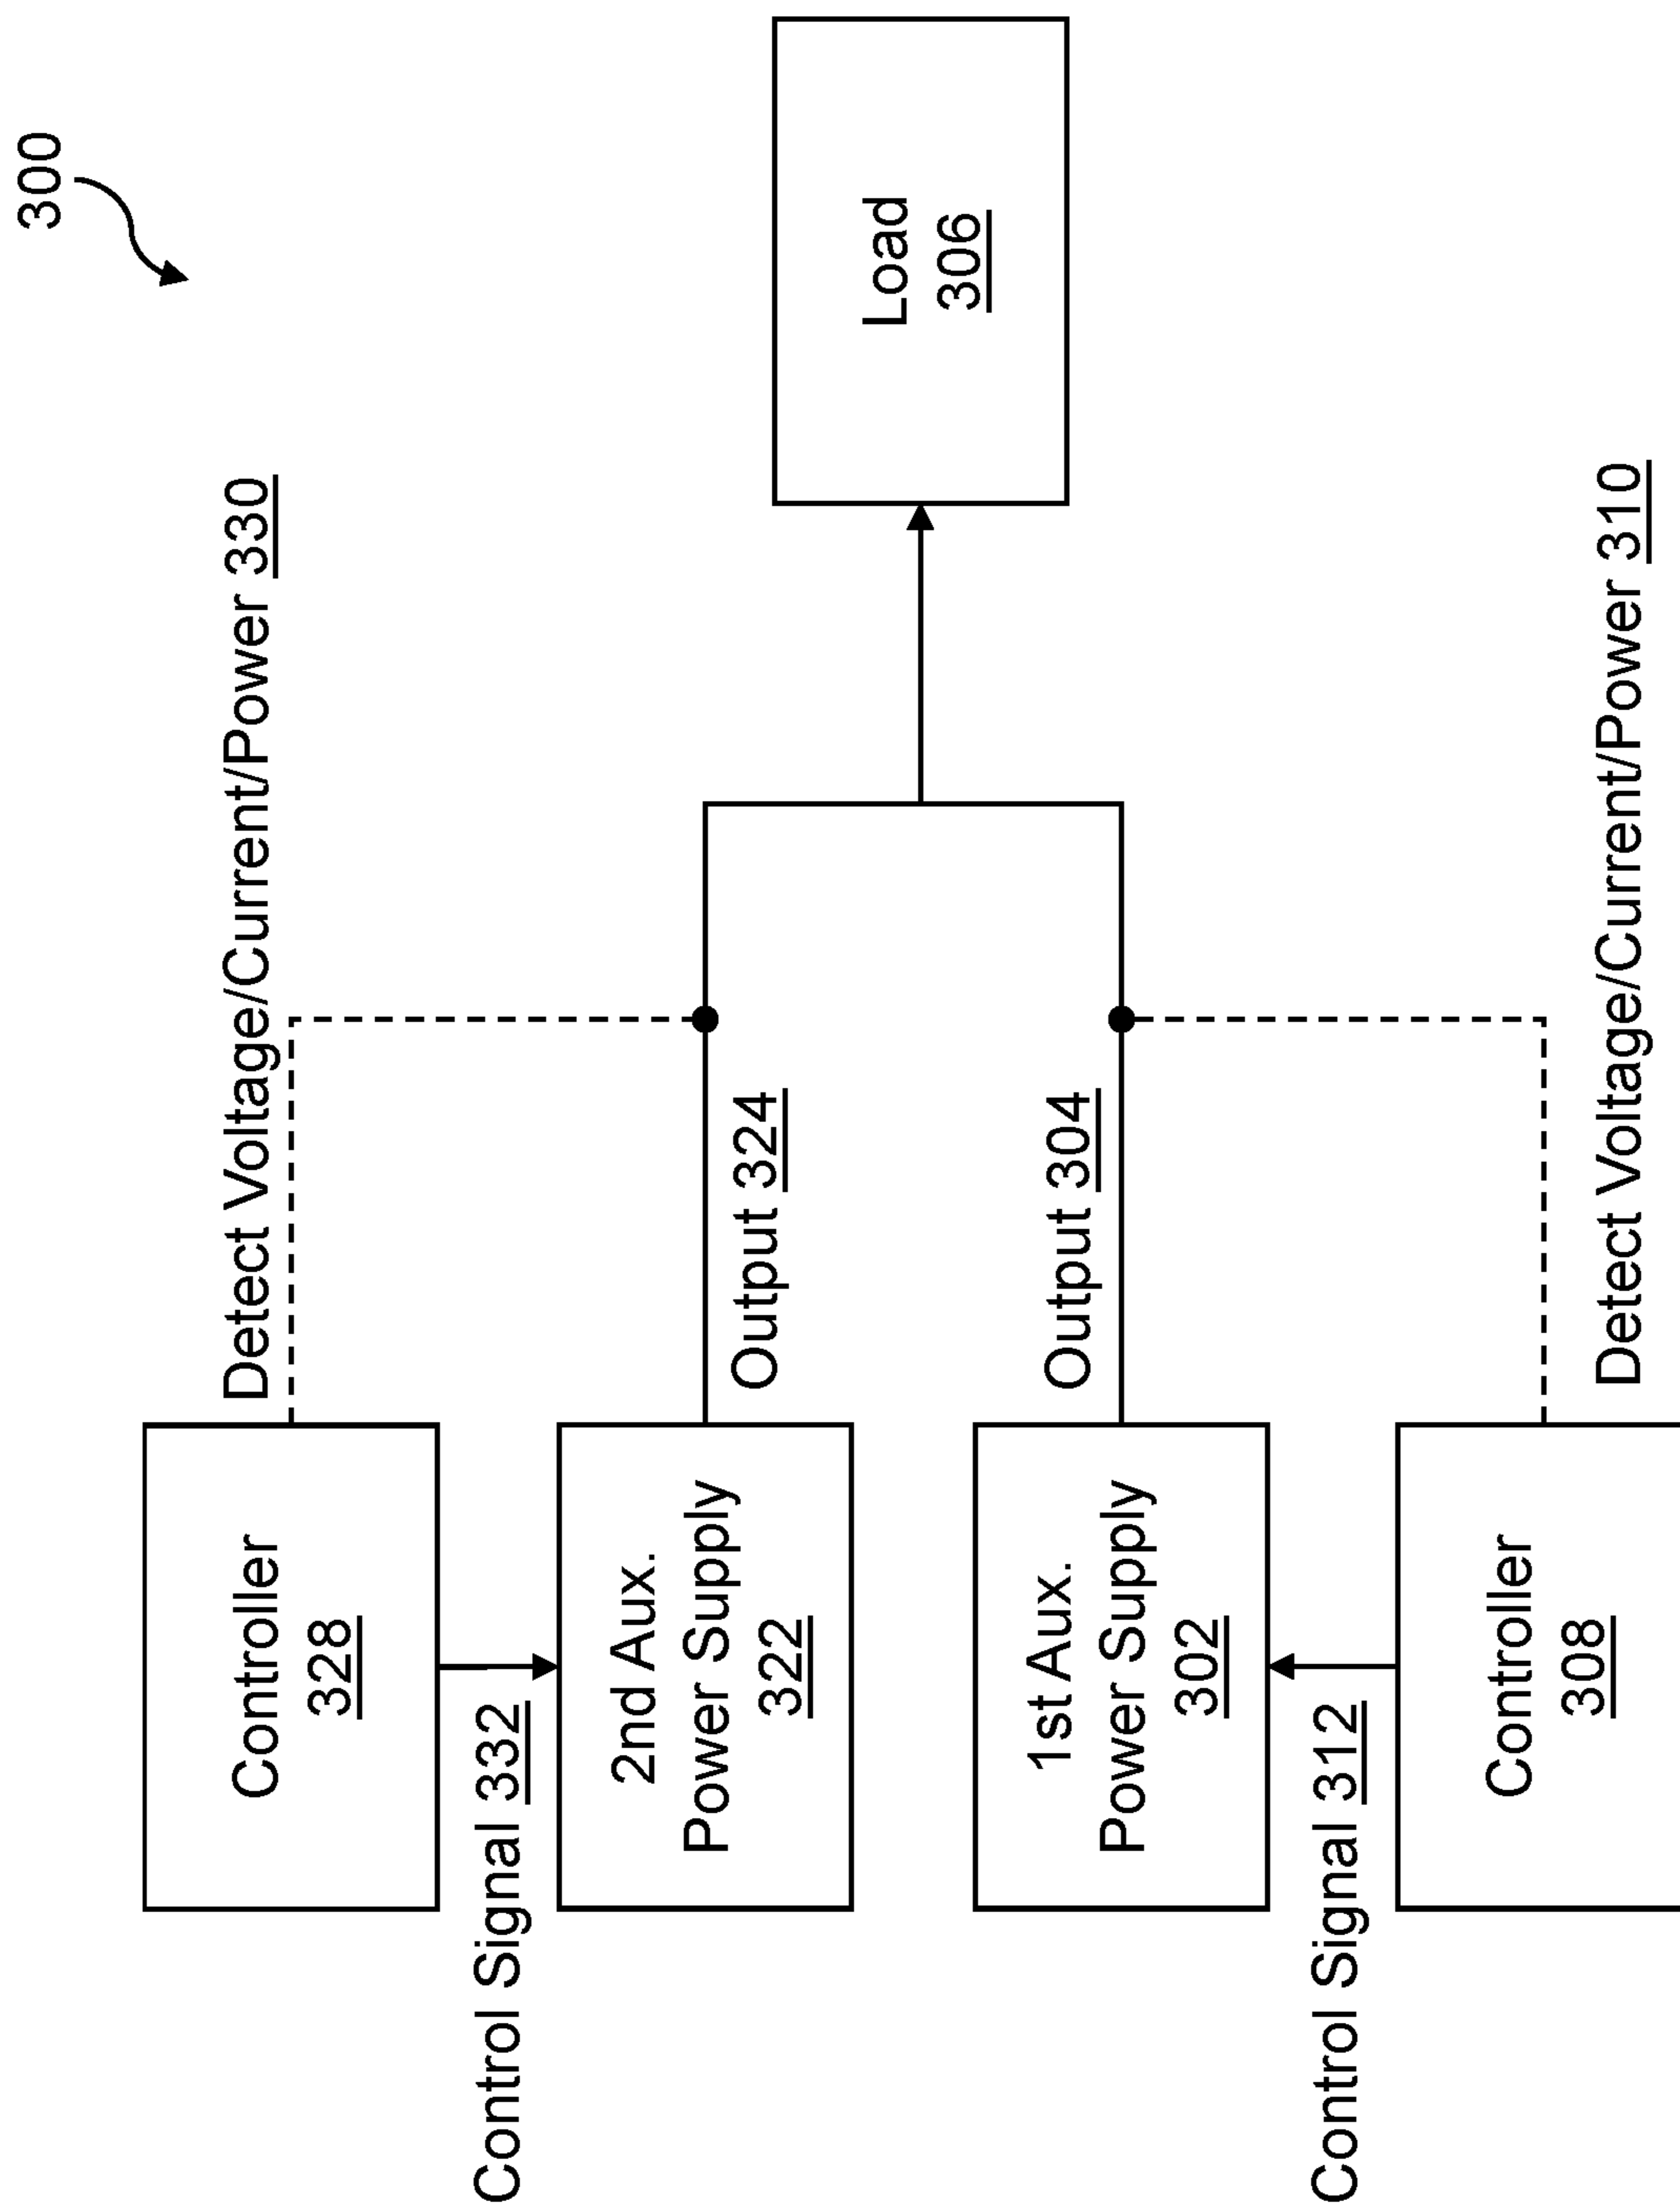 300
Controller
328
Detect Voltage/Current/Power 330
Control Signal 332
2nd Aux.
Power Supply
322
Output 324
Load
306
Output 304
1st Aux.
Power Supply
302
Control Signal 312
Controller
308
Detect Voltage/Current/Power 310